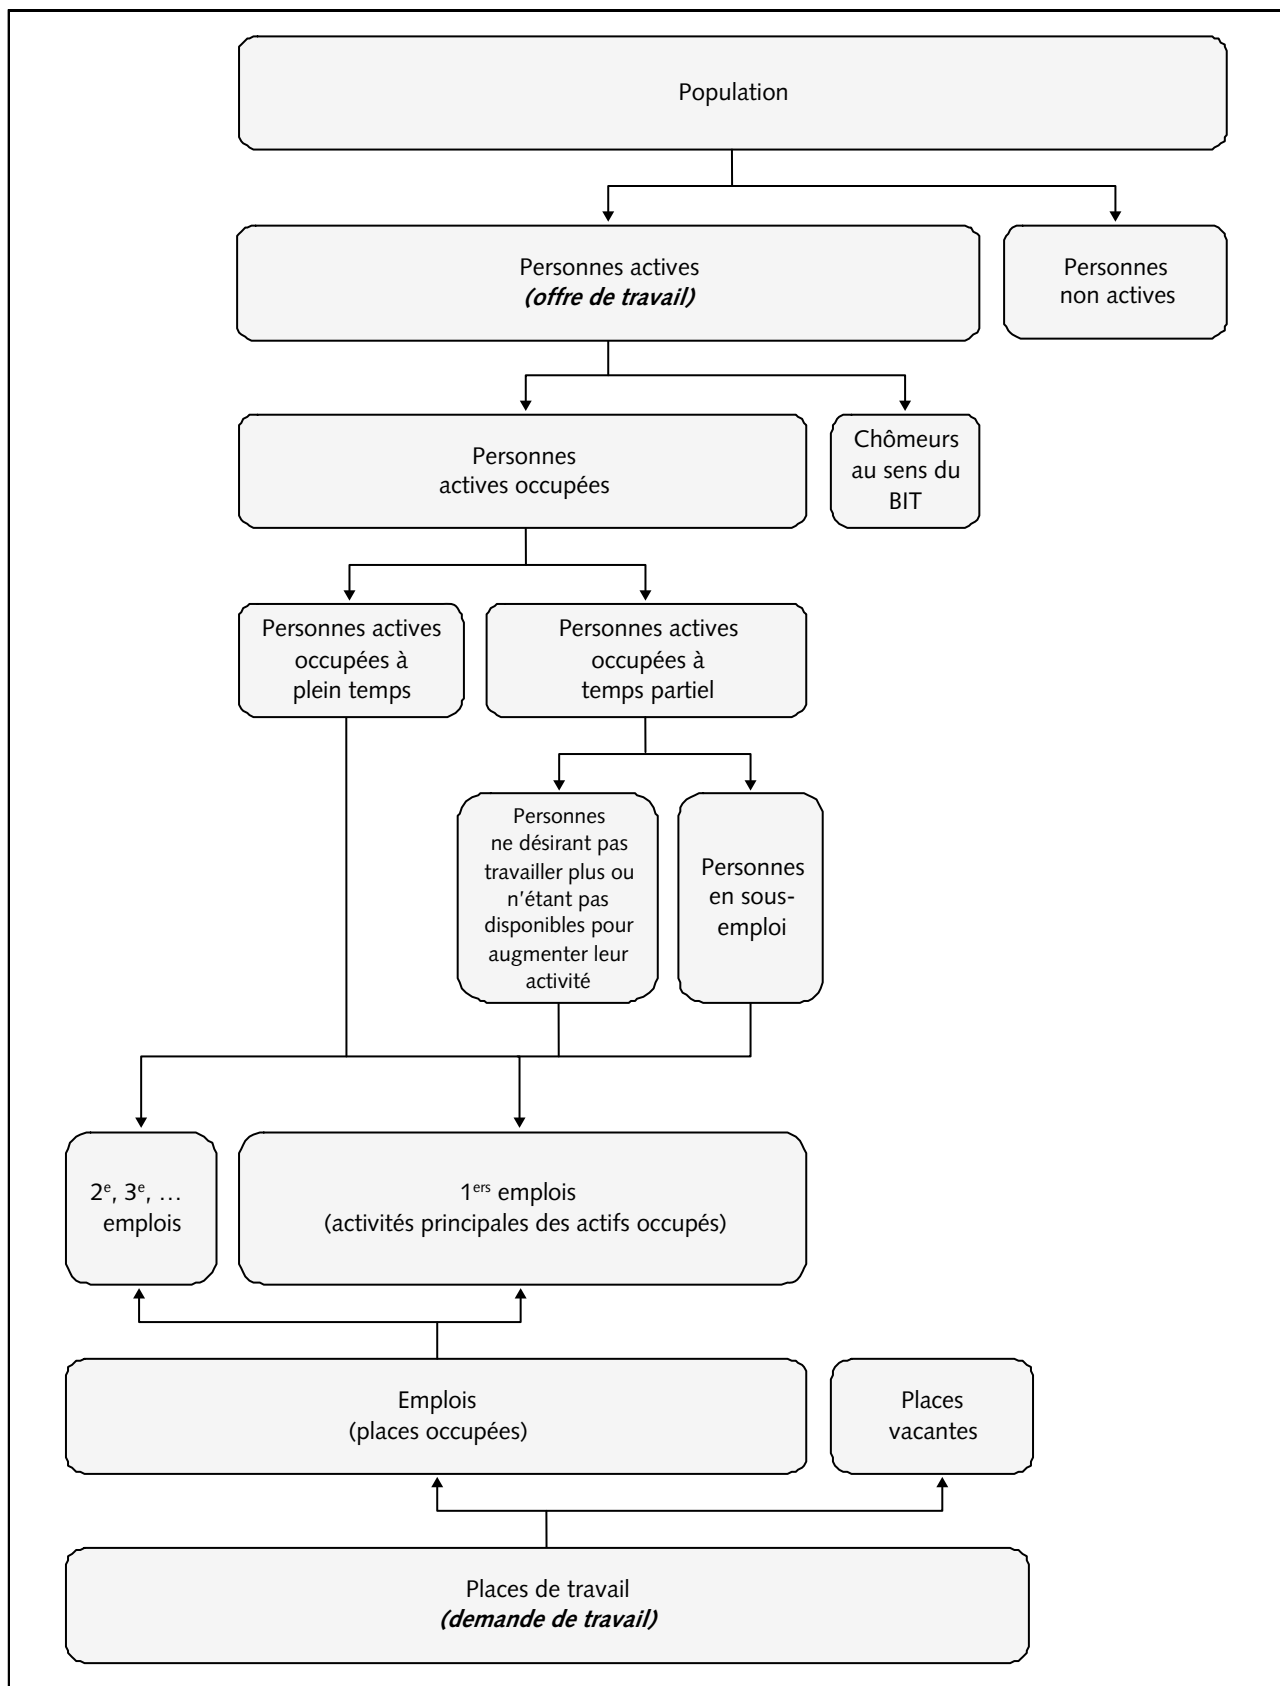 Population
Personnes actives
(offre de travail)
Personnes
non actives
Personnes
actives occupées
Chômeurs
au sens du
BIT
Personnes actives
occupées à
plein temps
Personnes actives
occupées à
temps partiel
Personnes
ne désirant pas
travailler plus ou
n'étant pas
disponibles pour
augmenter leur
activité
Personnes
en sous-
emploi
2e, 3e, …
emplois
1ers emplois
(activités principales des actifs occupés)
Emplois
(places occupées)
Places
vacantes
Places de travail
(demande de travail)